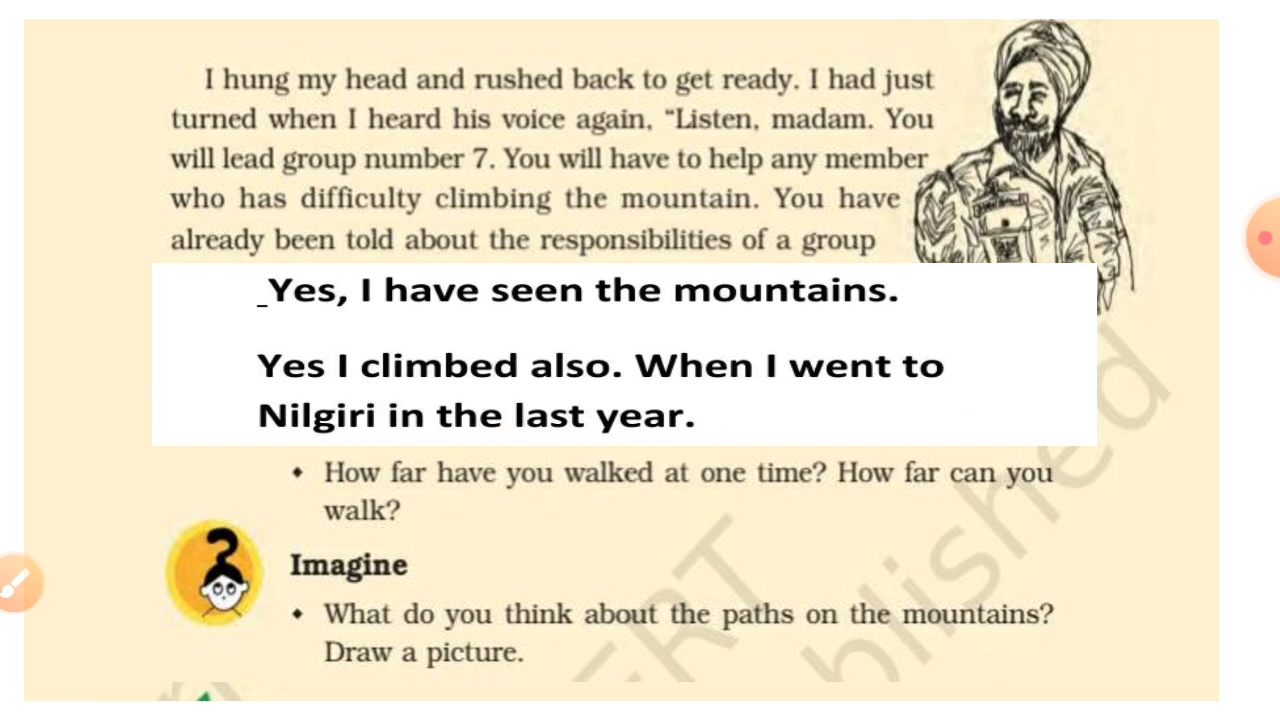 I hung my head and rushed back to get ready. I had just
turned when I heard his voice again, “Listen, madam. You
will lead group number 7. You will have to help any member
who has difficulty climbing the mountain. You have
already been told about the responsibilities of a group
Yes, I have seen the mountains.
Yes I climbed also. When I went to
Nilgiri in the last year.
• How far have you walked at one time? How far can you
walk?
Imagine
• What do you think about the paths on the mountains?
Draw a picture.